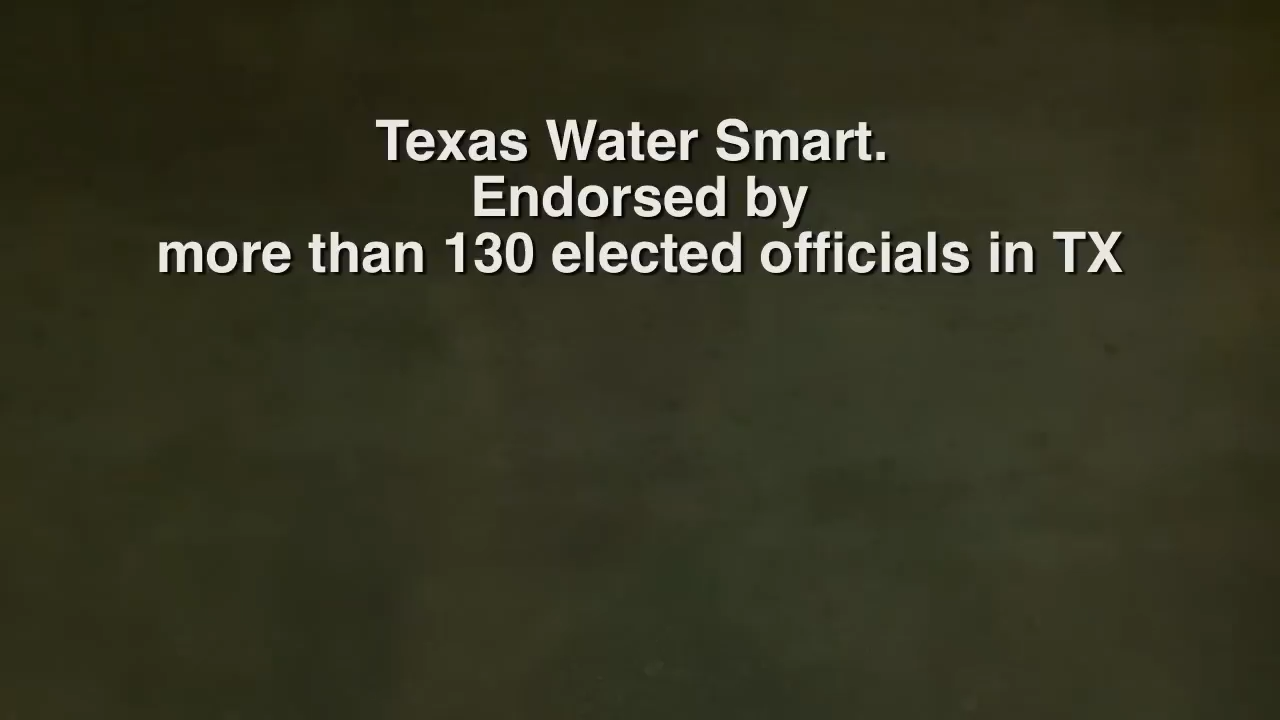 Texas Water Smart.
Endorsed by
more than 130 elected officials in TX